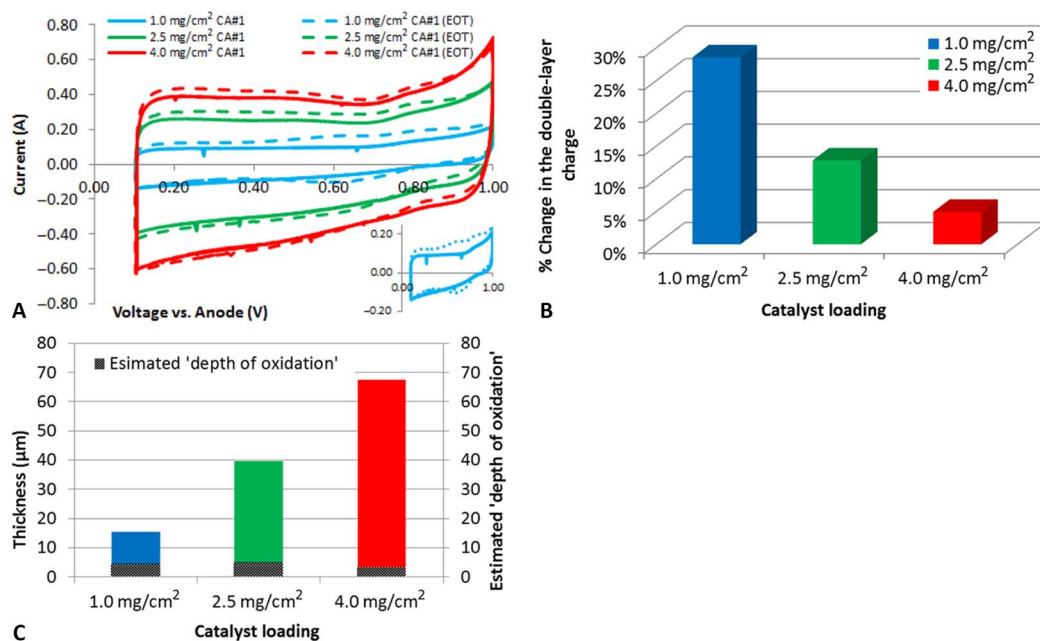 0.80
0.60
0.40
0.20
0.00
−0.20
−0.40
−0.60
−0.80
Current (A)
1.0 mg/cm² CA#1
2.5 mg/cm² CA#1
4.0 mg/cm² CA#1
1.0 mg/cm² CA#1 (EOT)
2.5 mg/cm² CA#1 (EOT)
4.0 mg/cm² CA#1 (EOT)
0.00 0.20 0.40 0.60 0.80 1.00
0.20
0.00
−0.20
0.00 1.00
Voltage vs. Anode (V)
A
% Change in the double-layer
charge
30%
25%
20%
15%
10%
5%
0%
1.0 mg/cm²
2.5 mg/cm²
4.0 mg/cm²
1.0 mg/cm² 2.5 mg/cm² 4.0 mg/cm²
Catalyst loading
B
Thickness (µm)
80
70
60
50
40
30
20
10
0
Esimated 'depth of oxidation'
80
70
60
50
40
30
20
10
0
Estimated 'depth of oxidation'
1.0 mg/cm² 2.5 mg/cm² 4.0 mg/cm²
Catalyst loading
C